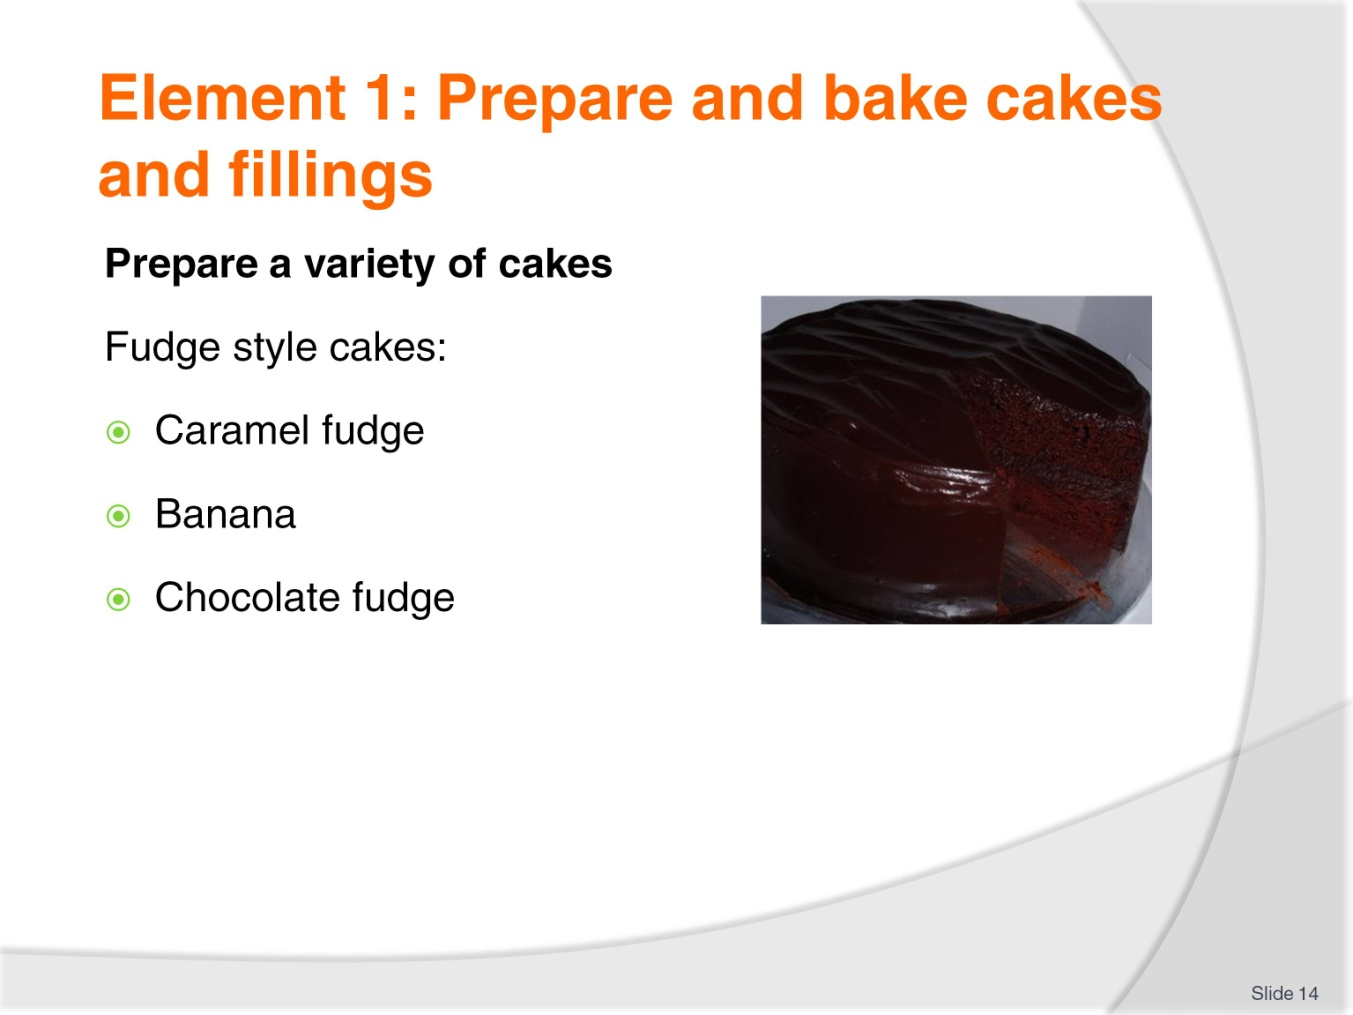 Element 1: Prepare and bake cakes
and fillings
Prepare a variety of cakes
Fudge style cakes:
Caramel fudge
Banana
Chocolate fudge
Slide 14